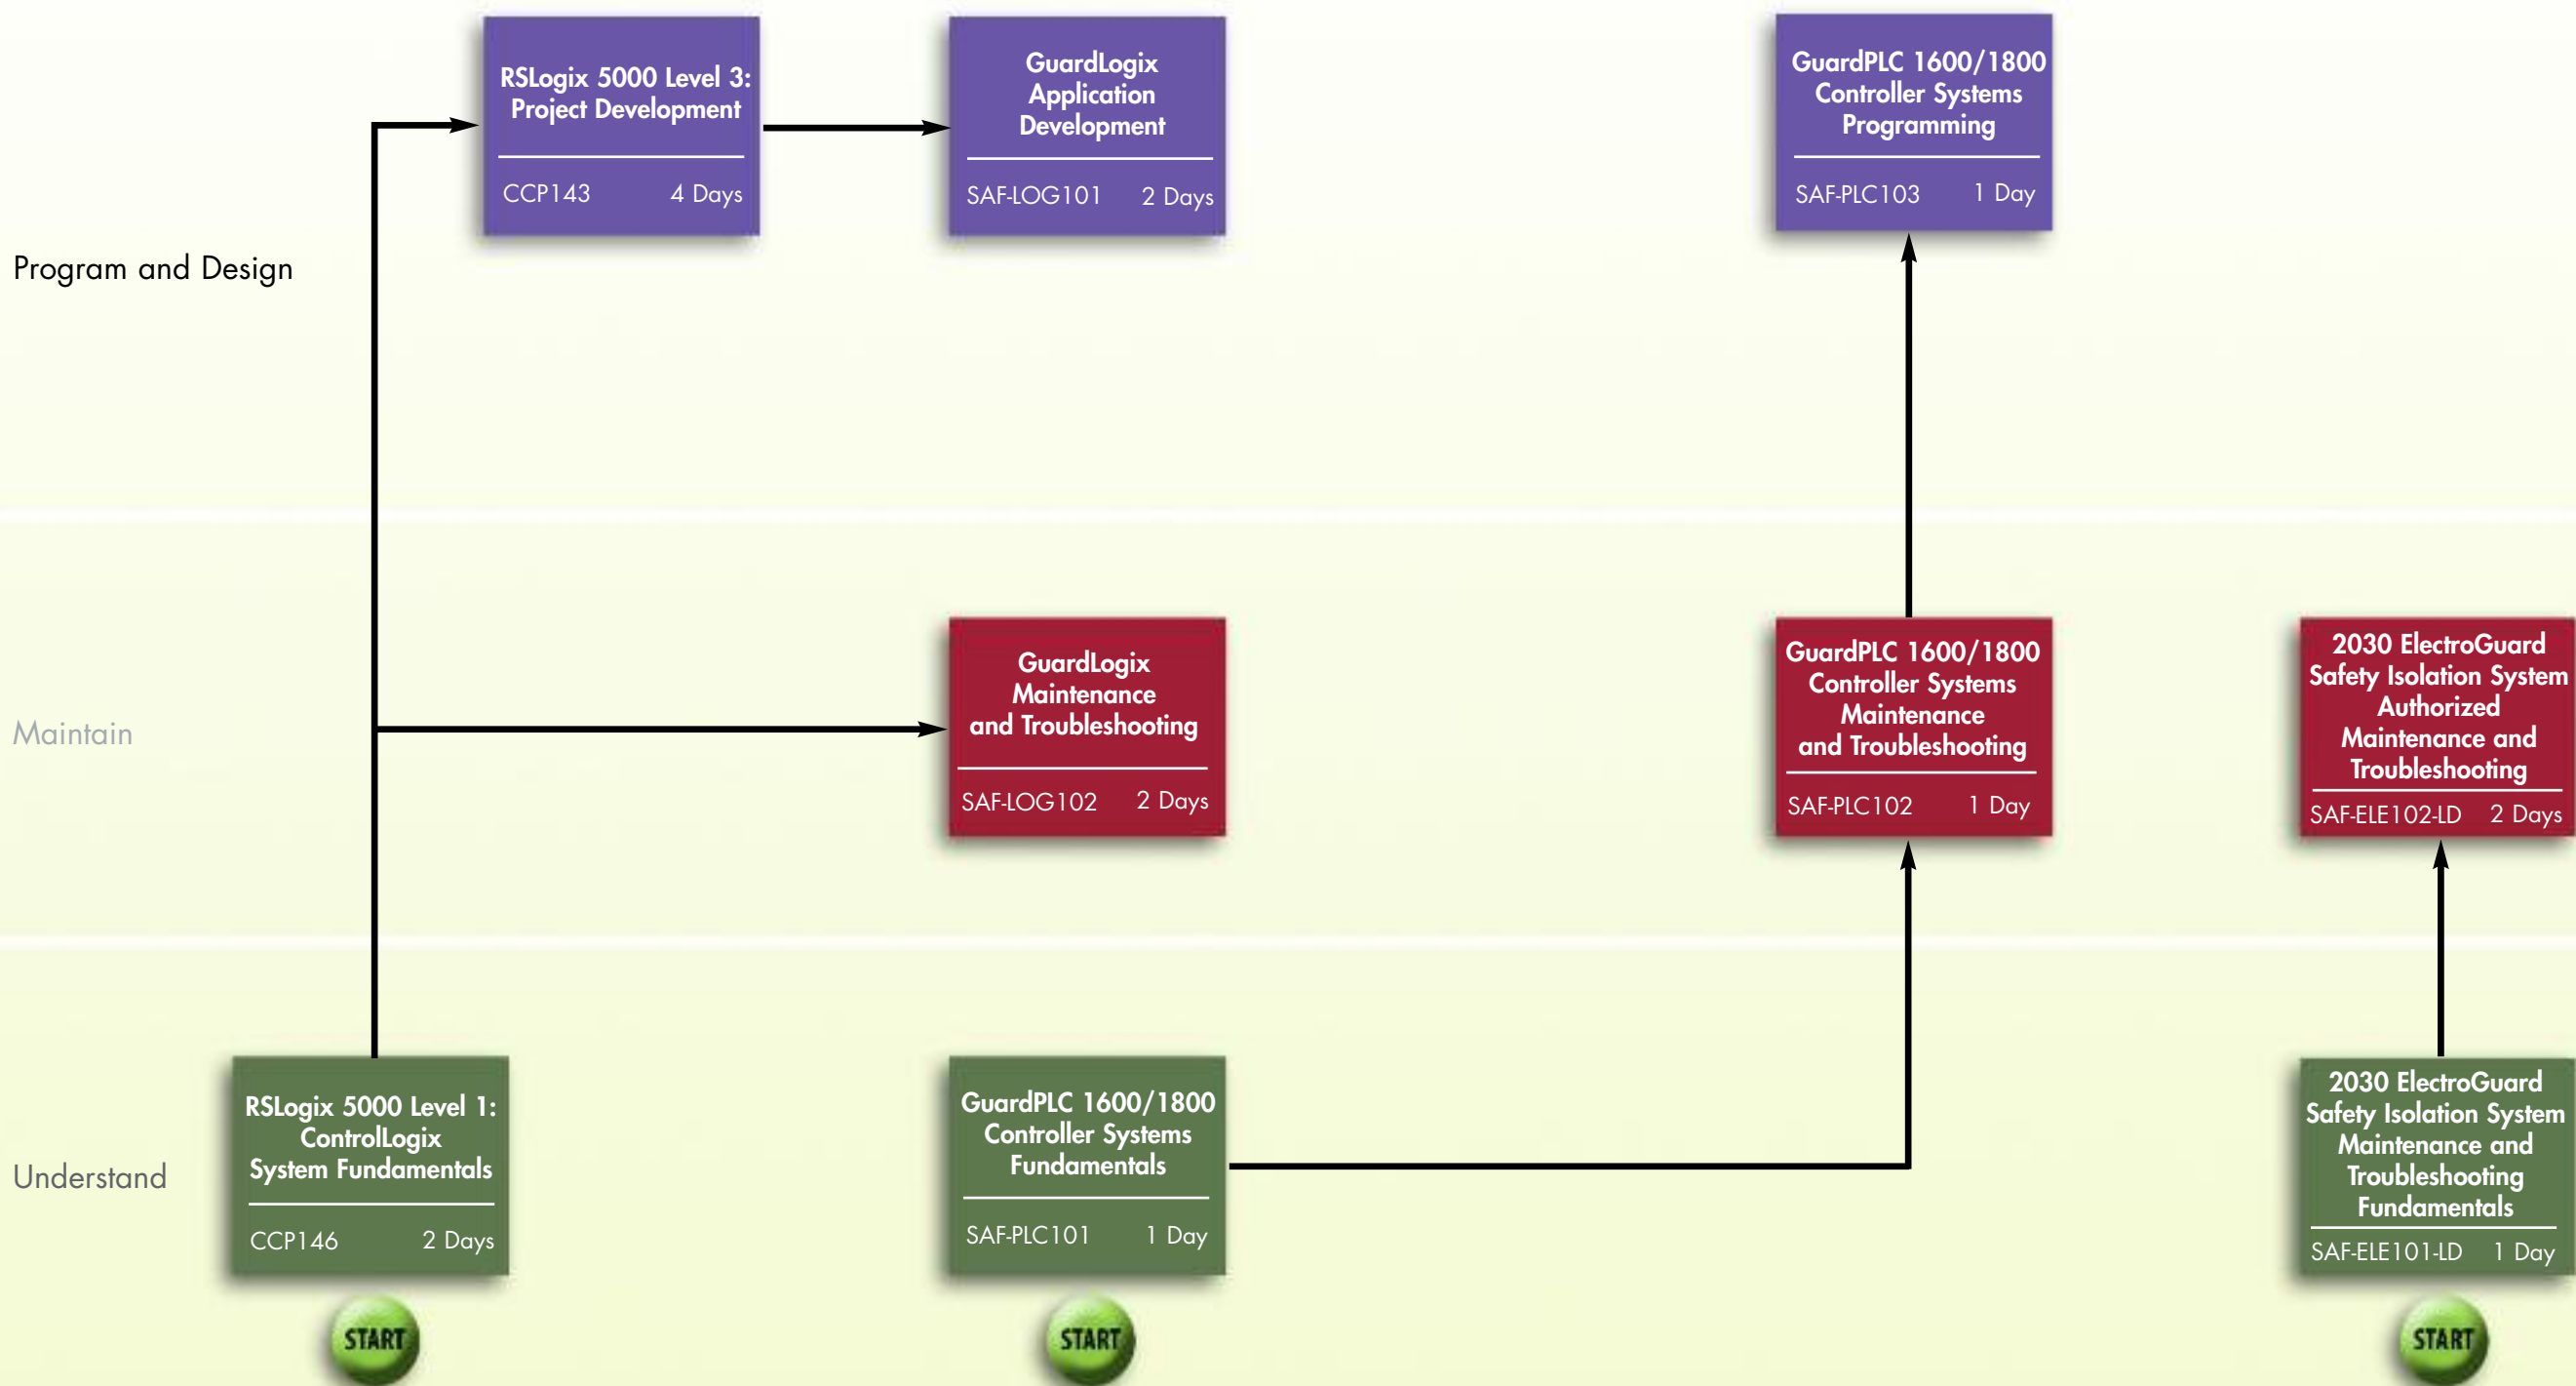 RSLogix 5000 Level 3:
Project Development
CCP143 4 Days
GuardLogix
Application
Development
SAF-LOG101 2 Days
GuardPLC 1600/1800
Controller Systems
Programming
SAF-PLC103 1 Day
Program and Design
GuardLogix
Maintenance
and Troubleshooting
SAF-LOG102 2 Days
GuardPLC 1600/1800
Controller Systems
Maintenance
and Troubleshooting
SAF-PLC102 1 Day
2030 ElectroGuard
Safety Isolation System
Authorized
Maintenance and
Troubleshooting
SAF-ELE102-LD 2 Days
Maintain
RSLogix 5000 Level 1:
ControlLogix
System Fundamentals
CCP146 2 Days
GuardPLC 1600/1800
Controller Systems
Fundamentals
SAF-PLC101 1 Day
2030 ElectroGuard
Safety Isolation System
Maintenance and
Troubleshooting
Fundamentals
SAF-ELE101-LD 1 Day
Understand
START
START
START